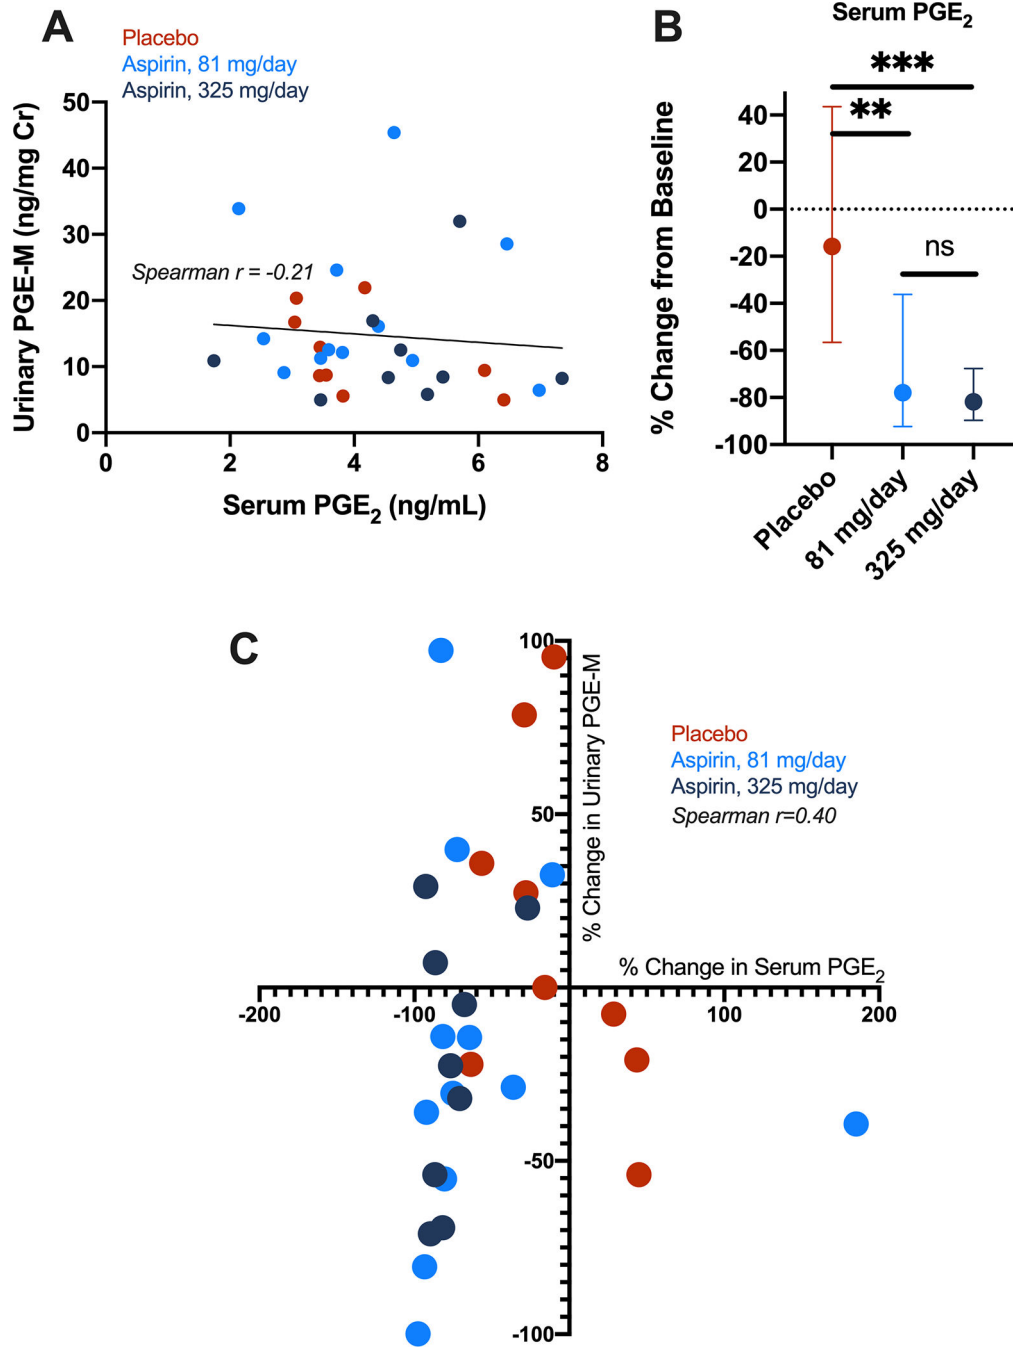 A
Placebo
Aspirin, 81 mg/day
Aspirin, 325 mg/day
Urinary PGE-M (ng/mg Cr)
50
40
30
20
10
0
Spearman r = -0.21
0 2 4 6 8
Serum PGE2 (ng/mL)
B
Serum PGE2
***
**
ns
% Change from Baseline
40
20
0
-20
-40
-60
-80
-100
Placebo
81 mg/day
325 mg/day
C
100
50
-50
-100
% Change in Urinary PGE-M
Placebo
Aspirin, 81 mg/day
Aspirin, 325 mg/day
Spearman r=0.40
% Change in Serum PGE2
-200 -100 100 200